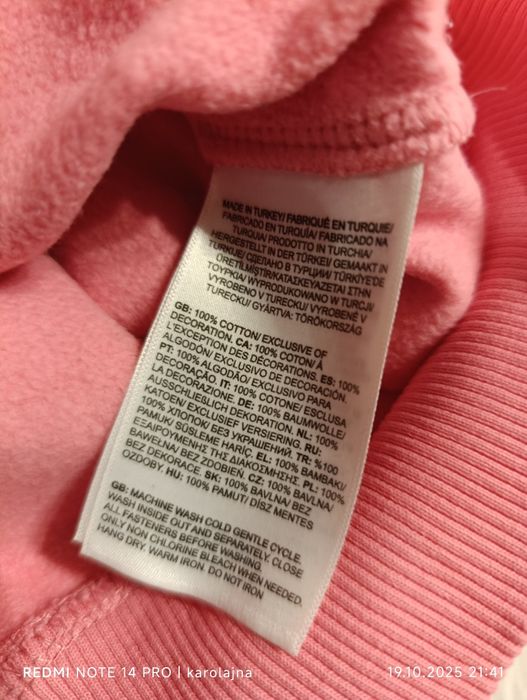 MADE IN TURKEY/ FABRIQUÉ EN TURQUIE/
FABRICADO EN TURQUÍA/ FABRICADO NA
TURQUIA/ PRODOTTO IN TURCHIA/
HERGESTELLT IN DER TÜRKEI/ GEMAAKT IN
TURKIJE/ СДЕЛАНО В ТУРЦИИ/ TÜRKİYE'DE
ÜRETİLMİŞTİR/ΚΑΤΑΣΚΕΥΑΖΕΤΑΙ ΣΤΗΝ
ΤΟΥΡΚΙΑ/ WYPRODUKOWANO W TURCJI/
VYROBENO V TURECKU/ VYROBENÉ V
TURECKU/ GYÁRTVA: TÖRÖKORSZÁG
GB: 100% COTTON/ EXCLUSIVE OF
DECORATION. CA: 100% COTON/ À
L'EXCEPTION DES DÉCORATIONS. ES: 100%
ALGODÓN/ EXCLUSIVO DE DECORACIÓN.
PT: 100% ALGODÃO/ EXCLUSIVO PARA
DECORAÇÃO. IT: 100% COTONE/ ESCLUSA
LA DECORAZIONE. DE: 100% BAUMWOLLE/
AUSSCHLIEßLICH DEKORATION. NL: 100%
KATOEN/ EXCLUSIEF VERSIERING. RU:
100% ХЛОПОК/ БЕЗ УКРАШЕНИЙ. TR: %100
PAMUK/ SÜSLEME HARİÇ. EL: 100% ΒΑΜΒΑΚΙ/
ΕΞΑΙΡΟΥΜΕΝΗΣ ΤΗΣ ΔΙΑΚΟΣΜΗΣΗΣ. PL: 100%
BAWEŁNA/ BEZ ZDOBIEŃ. CZ: 100% BAVLNA/
BEZ DEKORACE. SK: 100% BAVLNA/ BEZ
OZDOBY. HU: 100% PAMUT/ DÍSZ MENTES
GB: MACHINE WASH COLD GENTLE CYCLE.
WASH INSIDE OUT AND SEPARATELY. CLOSE
ALL FASTENERS BEFORE WASHING.
ONLY NON CHLORINE BLEACH WHEN NEEDED.
HANG DRY. WARM IRON. DO NOT IRON
REDMI NOTE 14 PRO | karolajna
19.10.2025 21:41